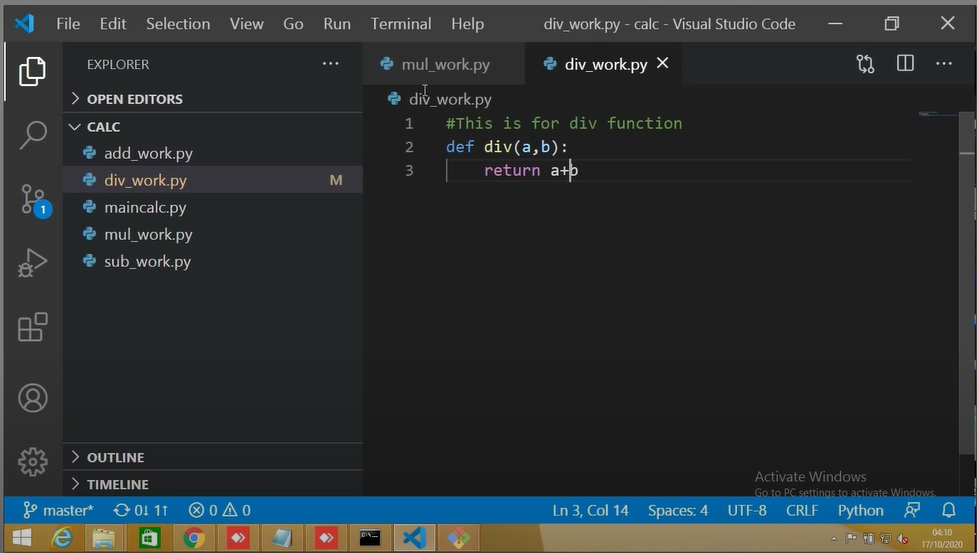 File Edit Selection View Go Run Terminal Help div_work.py - calc - Visual Studio Code
EXPLORER
OPEN EDITORS
CALC
add_work.py
div_work.py M
maincalc.py
mul_work.py
sub_work.py
OUTLINE
TIMELINE
1
mul_work.py div_work.py
div_work.py
1 #This is for div function
2 def div(a,b):
3 return a+b
Activate Windows
Go to PC settings to activate Windows.
master* 0↓ 1↑ 0 0 Ln 3, Col 14 Spaces: 4 UTF-8 CRLF Python
04:10
17/10/2020